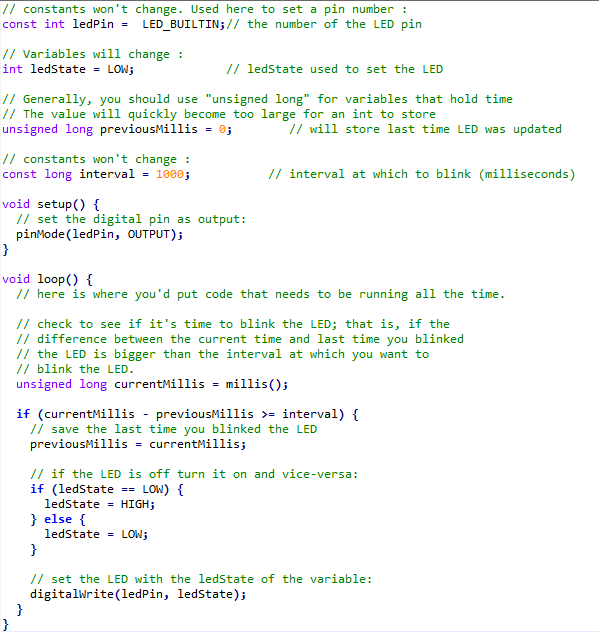 // constants won't change. Used here to set a pin number :
const int ledPin =  LED_BUILTIN;// the number of the LED pin

// Variables will change :
int ledState = LOW;             // ledState used to set the LED

// Generally, you should use "unsigned long" for variables that hold time
// The value will quickly become too large for an int to store
unsigned long previousMillis = 0;        // will store last time LED was updated

// constants won't change :
const long interval = 1000;           // interval at which to blink (milliseconds)

void setup() {
  // set the digital pin as output:
  pinMode(ledPin, OUTPUT);
}

void loop() {
  // here is where you'd put code that needs to be running all the time.

  // check to see if it's time to blink the LED; that is, if the
  // difference between the current time and last time you blinked
  // the LED is bigger than the interval at which you want to
  // blink the LED.
  unsigned long currentMillis = millis();

  if (currentMillis - previousMillis >= interval) {
    // save the last time you blinked the LED
    previousMillis = currentMillis;

    // if the LED is off turn it on and vice-versa:
    if (ledState == LOW) {
      ledState = HIGH;
    } else {
      ledState = LOW;
    }

    // set the LED with the ledState of the variable:
    digitalWrite(ledPin, ledState);
  }
}